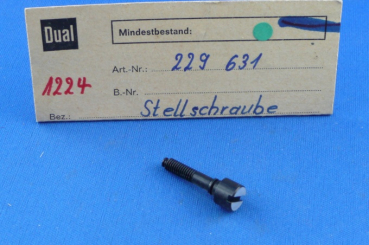 Dual
Mindestbestand:
Art.-Nr.: 229 631
1224
B.-Nr.
Bez.: Stellschraube